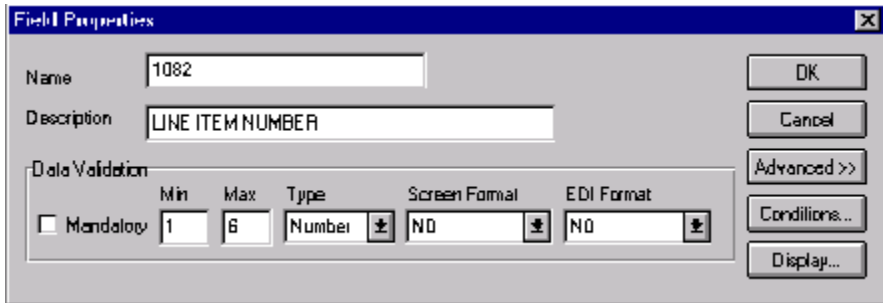 Field Properties
Name 1082 OK
Description LINE ITEM NUMBER Cancel
Data Validation Advanced >>
Min Max Type Screen Format EDI Format
Mandatory 1 6 Number N0 N0 Conditions...
Display...